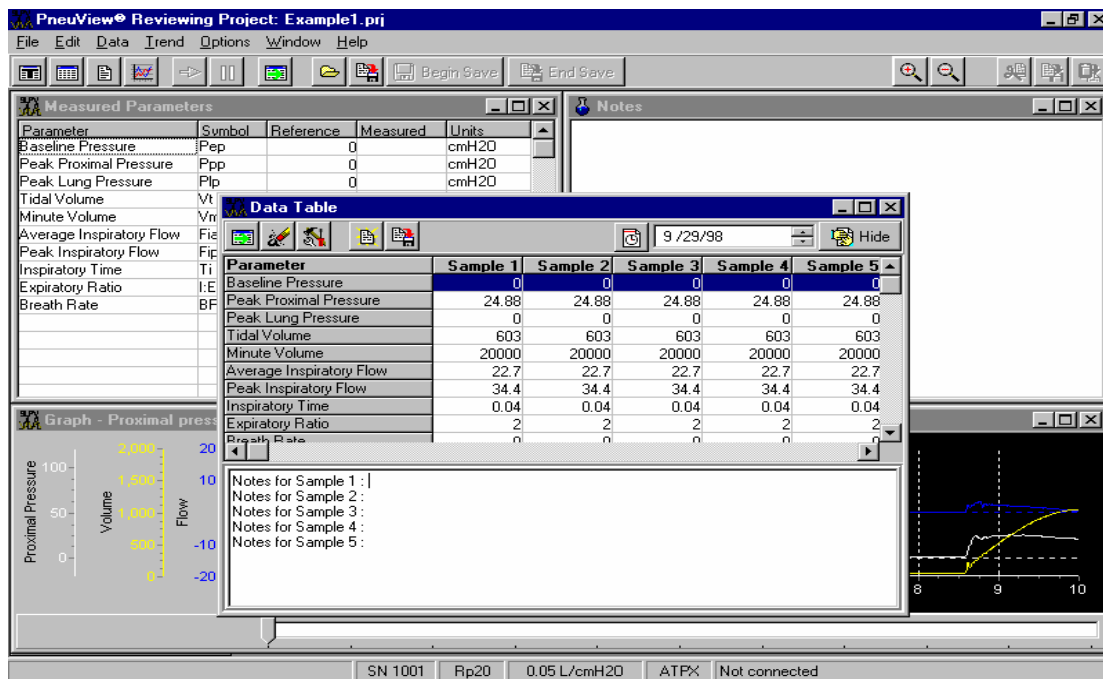 PneuView® Reviewing Project: Example1.prj
File Edit Data Trend Options Window Help
Begin Save End Save
Measured Parameters
Notes
Parameter Symbol Reference Measured Units
Baseline Pressure Pep 0 cmH2O
Peak Proximal Pressure Ppp 0 cmH2O
Peak Lung Pressure Plp 0 cmH2O
Tidal Volume Vt
Minute Volume
Average Inspiratory Flow
Peak Inspiratory Flow
Inspiratory Time Ti
Expiratory Ratio I:E
Breath Rate BF
Data Table
9 /29/98 Hide
Parameter Sample 1 Sample 2 Sample 3 Sample 4 Sample 5
Baseline Pressure 0 0 0 0 0
Peak Proximal Pressure 24.88 24.88 24.88 24.88 24.88
Peak Lung Pressure 0 0 0 0 0
Tidal Volume 603 603 603 603 603
Minute Volume 20000 20000 20000 20000 20000
Average Inspiratory Flow 22.7 22.7 22.7 22.7 22.7
Peak Inspiratory Flow 34.4 34.4 34.4 34.4 34.4
Inspiratory Time 0.04 0.04 0.04 0.04 0.04
Expiratory Ratio 2 2 2 2 2
Breath Rate 0 0 0 0 0
Notes for Sample 1 :
Notes for Sample 2 :
Notes for Sample 3 :
Notes for Sample 4 :
Notes for Sample 5 :
Graph - Proximal press
Proximal Pressure
100
50
0
Volume
2,000
1,500
1,000
500
0
Flow
20
10
-10
-20
8 9 10
SN 1001 Rp20 0.05 L/cmH2O ATPX Not connected